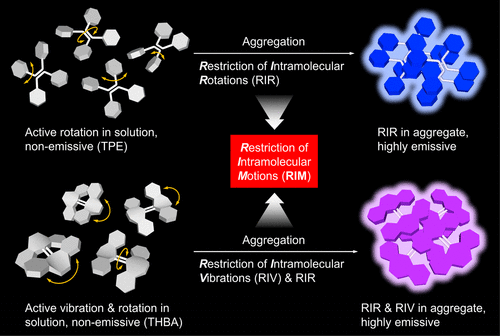 Aggregation
Restriction of Intramolecular
Rotations (RIR)
Active rotation in solution,
non-emissive (TPE)
RIR in aggregate,
highly emissive
Restriction of
Intramolecular
Motions (RIM)
Aggregation
Restriction of Intramolecular
Vibrations (RIV) & RIR
Active vibration & rotation in
solution, non-emissive (THBA)
RIR & RIV in aggregate,
highly emissive